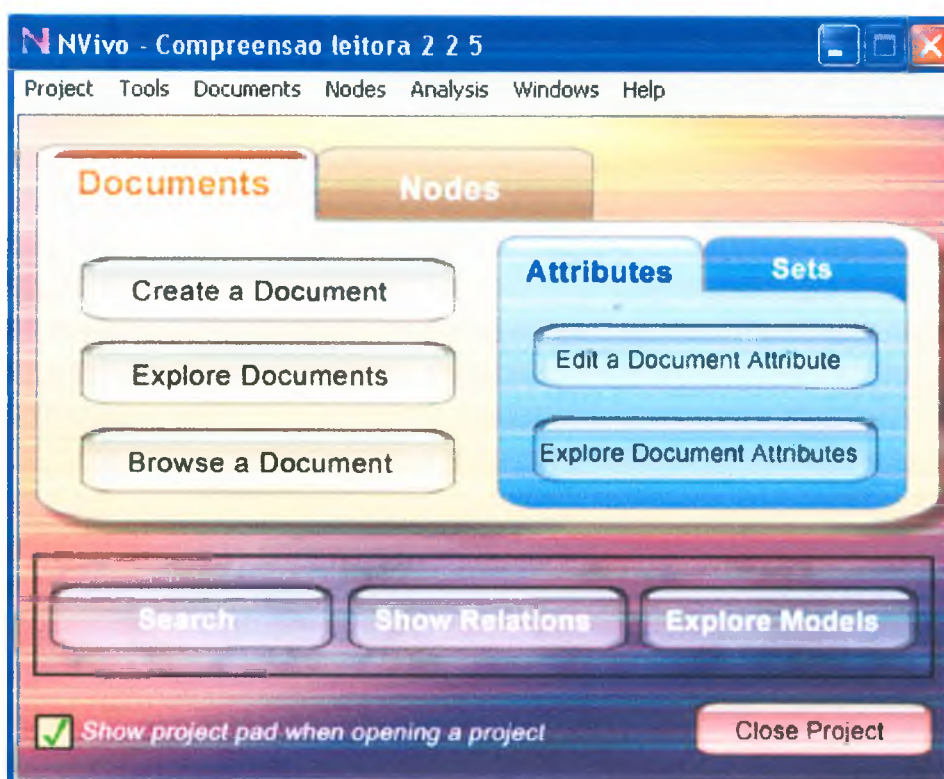 NVivo - Compreensao leitora 2 2 5
Project Tools Documents Nodes Analysis Windows Help
Documents Nodes
Attributes Sets
Create a Document
Edit a Document Attribute
Explore Documents
Explore Document Attributes
Browse a Document
Search Show Relations Explore Models
Show project pad when opening a project
Close Project